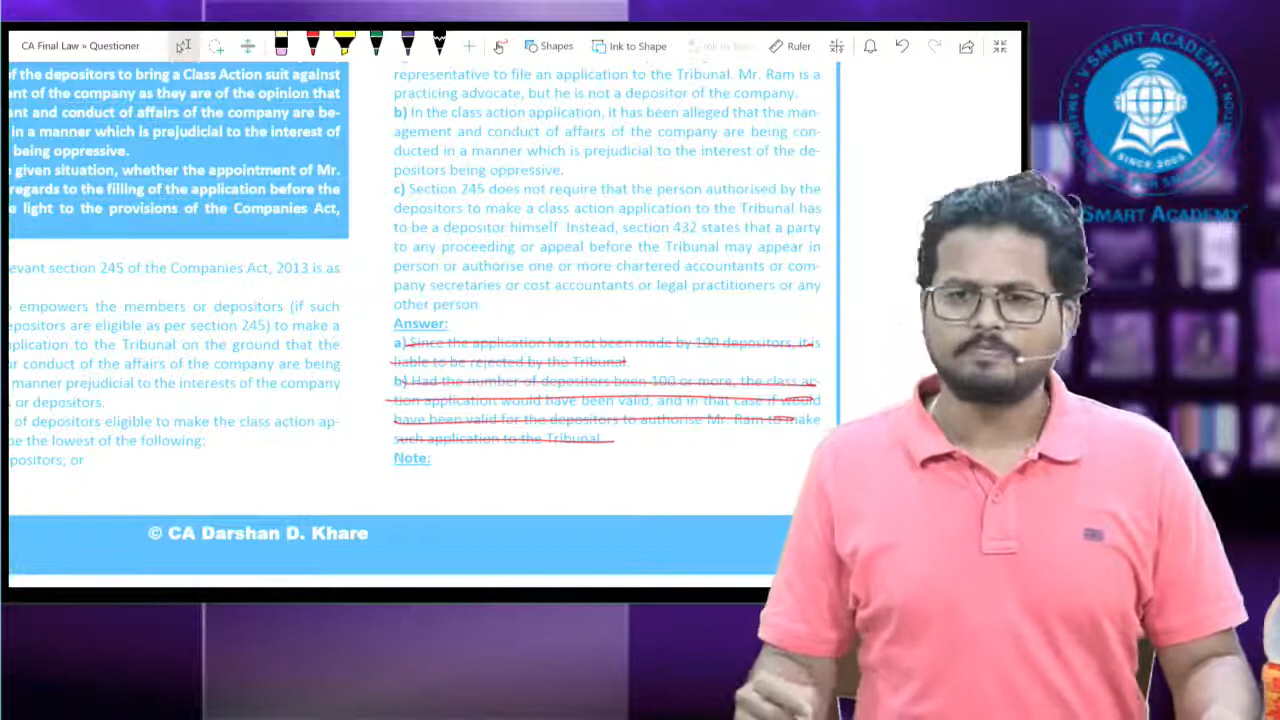 CA Final Law » Questioner
Shapes
Ink to Shape
Ruler
of the depositors to bring a Class Action suit against
ant of the company as they are of the opinion that
ent and conduct of affairs of the company are be-
in a manner which is prejudicial to the interest of
being oppressive.
given situation, whether the appointment of Mr.
regards to the filling of the application before the
e light to the provisions of the Companies Act,
evant section 245 of the Companies Act, 2013 is as
empowers the members or depositors (if such
epositors are eligible as per section 245) to make a
plication to the Tribunal on the ground that the
or conduct of the affairs of the company are being
manner prejudicial to the interests of the company
or depositors.
of depositors eligible to make the class action ap-
be the lowest of the following:
positors; or
representative to file an application to the Tribunal. Mr. Ram is a
practicing advocate, but he is not a depositor of the company.
b) In the class action application, it has been alleged that the man-
agement and conduct of affairs of the company are being con-
ducted in a manner which is prejudicial to the interest of the de-
positors being oppressive.
c) Section 245 does not require that the person authorised by the
depositors to make a class action application to the Tribunal has
to be a depositor himself. Instead, section 432 states that a party
to any proceeding or appeal before the Tribunal may appear in
person or authorise one or more chartered accountants or com-
pany secretaries or cost accountants or legal practitioners or any
other person
Answer:
a) Since the application has not been made by 100 depositors, it is
liable to be rejected by the Tribunal.
b) Had the number of depositors been 100 or more, the class ac-
tion application would have been valid, and in that case it would
have been valid for the depositors to authorise Mr. Ram to make
such application to the Tribunal.
Note:
© CA Darshan D. Khare
V SMART ACADEMY
SINCE 2008
SMART ACADEMY